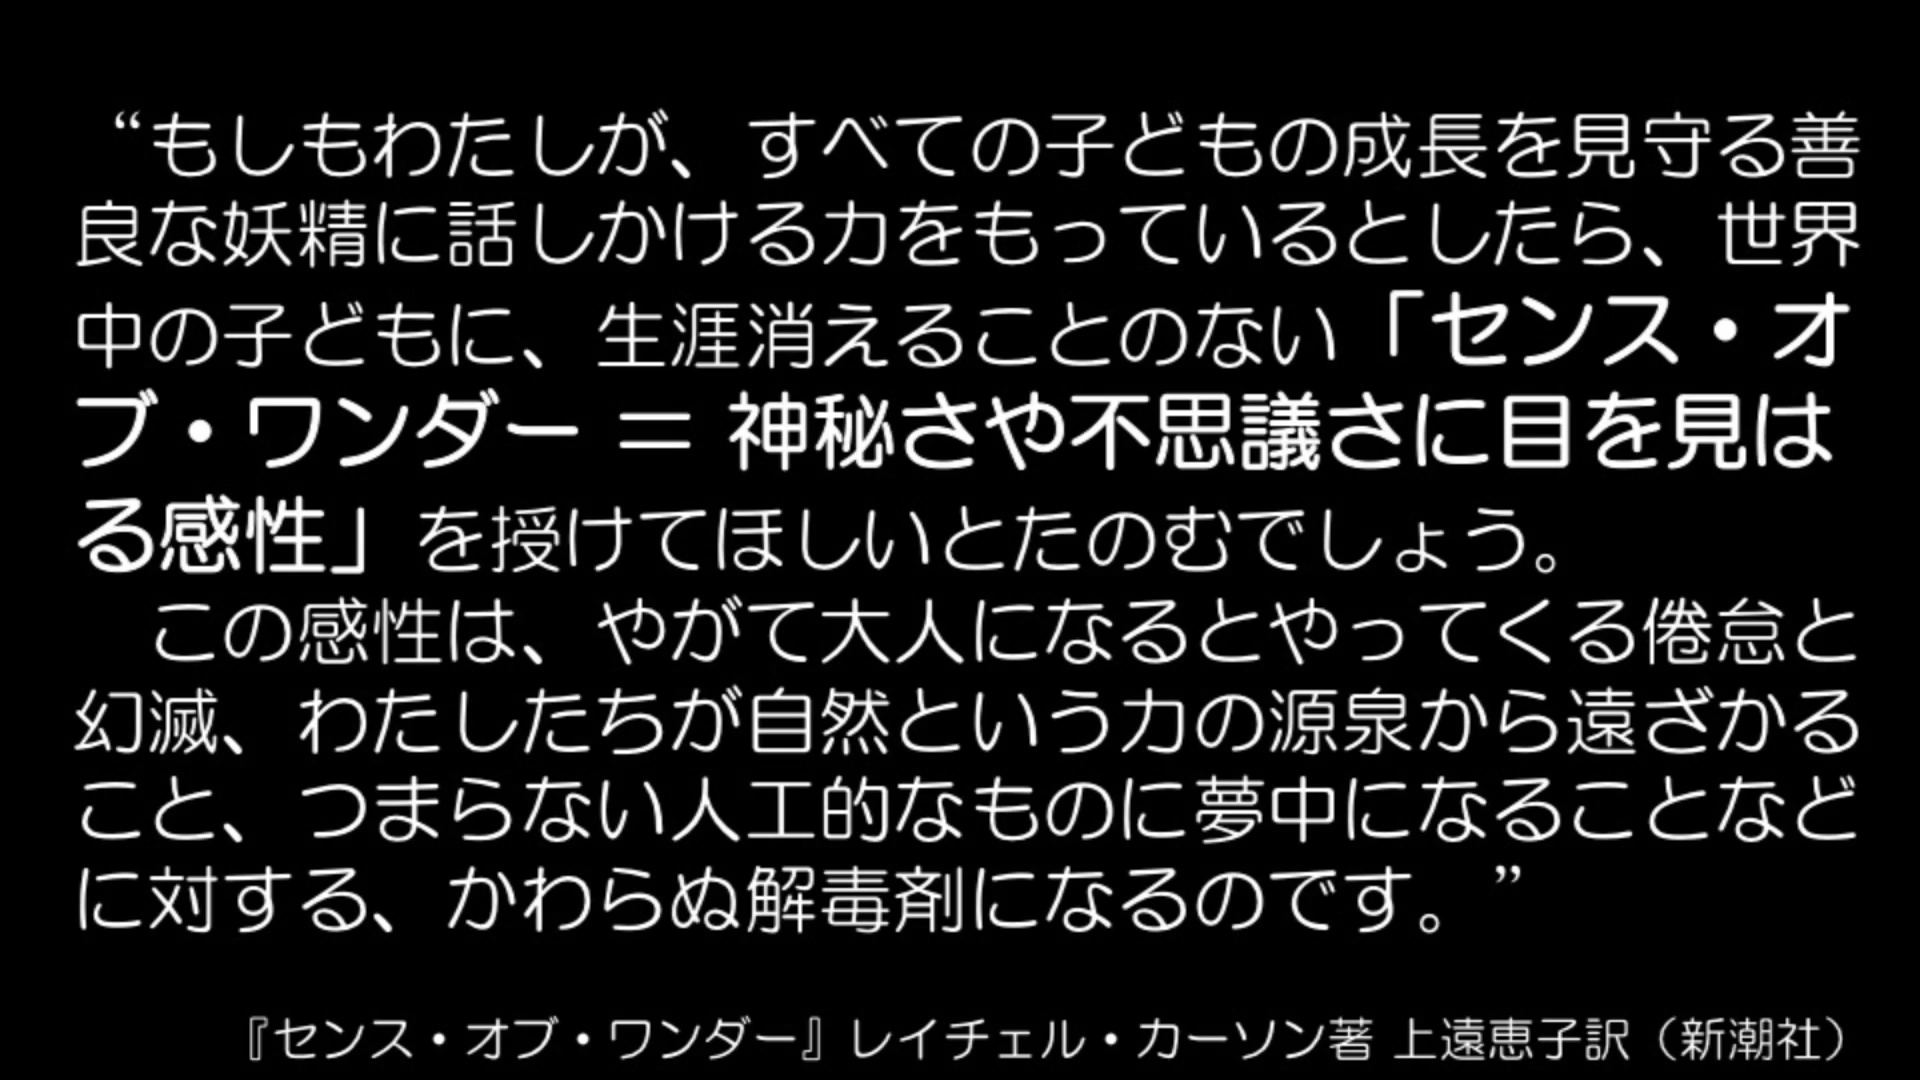 “もしもわたしが、すべての子どもの成長を見守る善
良な妖精に話しかける力をもっているとしたら、世界
中の子どもに、生涯消えることのない「センス・オ
ブ・ワンダー ＝ 神秘さや不思議さに目を見は
る感性」を授けてほしいとたのむでしょう。
この感性は、やがて大人になるとやってくる倦怠と
幻滅、わたしたちが自然という力の源泉から遠ざかる
こと、つまらない人工的なものに夢中になることなど
に対する、かわらぬ解毒剤になるのです。”
『センス・オブ・ワンダー』レイチェル・カーソン著 上遠恵子訳（新潮社）